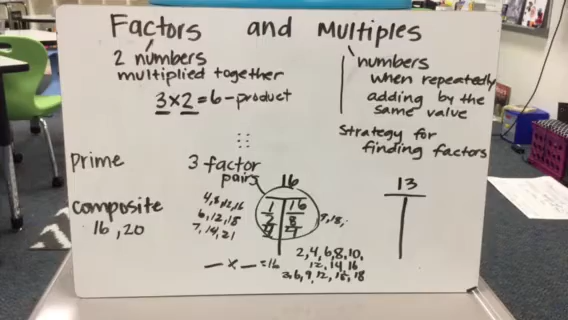 Factors and Multiples
2 numbers
multiplied together
3x2=6-product
numbers
when repeatedly
adding by the
same value
Strategy for
finding factors
Prime
3 factor
pairs
16
13
composite
16, 20
4,8,12,16
6,12,18
7,14,21
1 16
2 8
4 4
_ x _ =16
2,4,6,8,10,
12,14,16
3,6,9,12,15,18